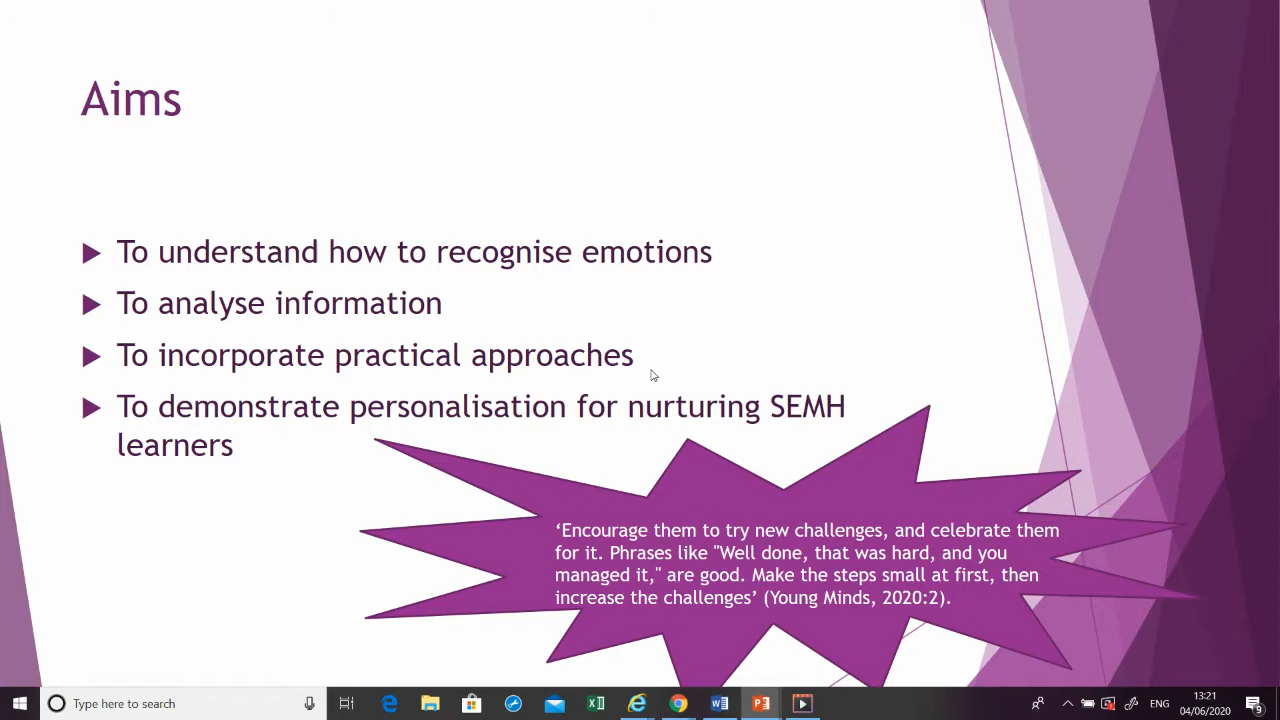 Aims
To understand how to recognise emotions
To analyse information
To incorporate practical approaches
To demonstrate personalisation for nurturing SEMH
learners
‘Encourage them to try new challenges, and celebrate them
for it. Phrases like "Well done, that was hard, and you
managed it," are good. Make the steps small at first, then
increase the challenges’ (Young Minds, 2020:2).
Type here to search
ENG
13:21
04/06/2020
9